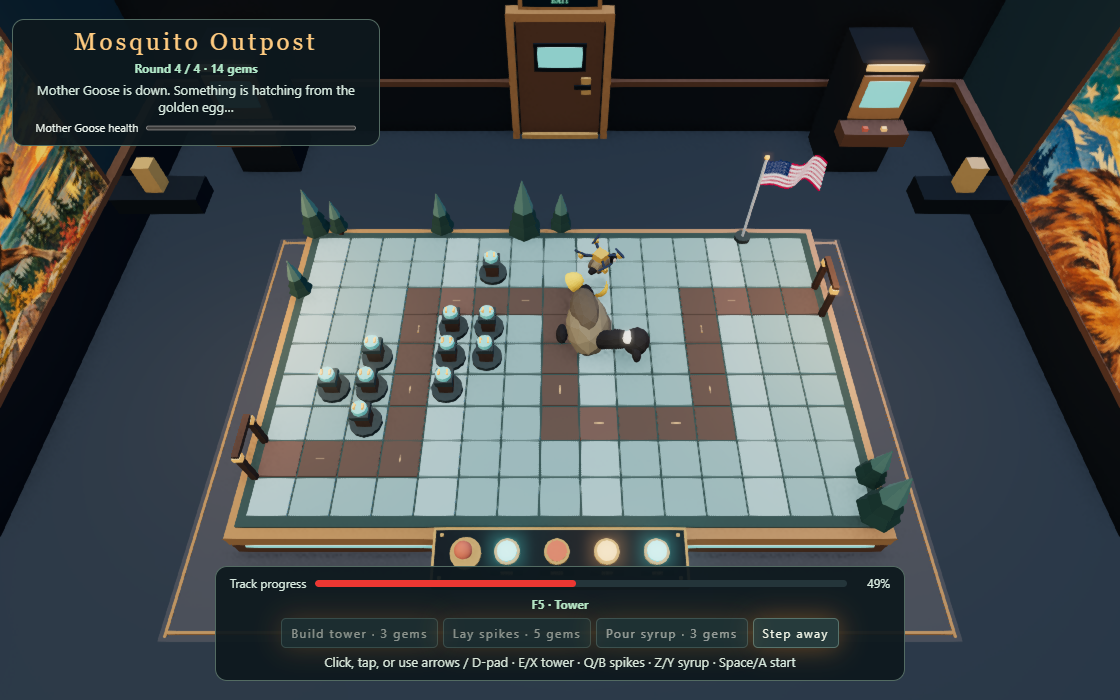 EXIT
Mosquito Outpost
Round 4 / 4 · 14 gems
Mother Goose is down. Something is hatching from the
golden egg...
Mother Goose health
Track progress
49%
F5 · Tower
Build tower · 3 gems
Lay spikes · 5 gems
Pour syrup · 3 gems
Step away
Click, tap, or use arrows / D-pad · E/X tower · Q/B spikes · Z/Y syrup · Space/A start